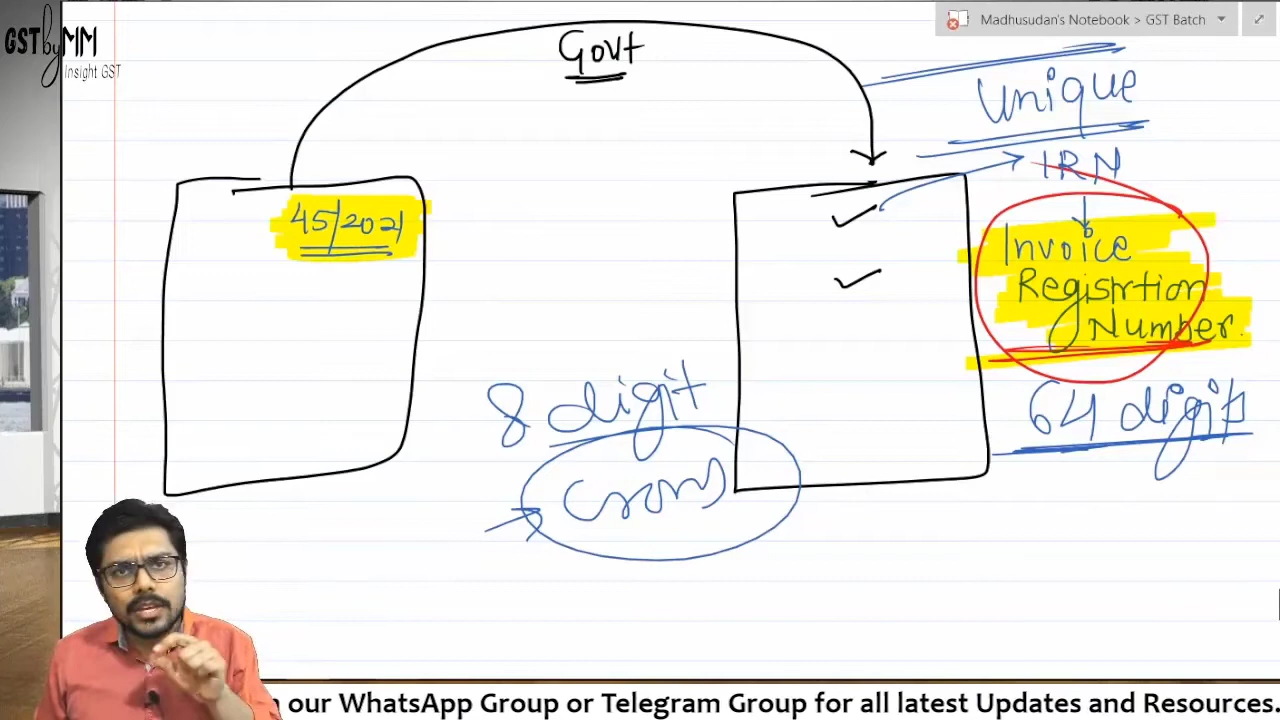 GST by MM
Insight GST
Madhusudan's Notebook > GST Batch
Govt
Unique
IRN
45/2021
Invoice
Regisrtion
Number.
8 digit
64 digit
Crors
our WhatsApp Group or Telegram Group for all latest Updates and Resources.